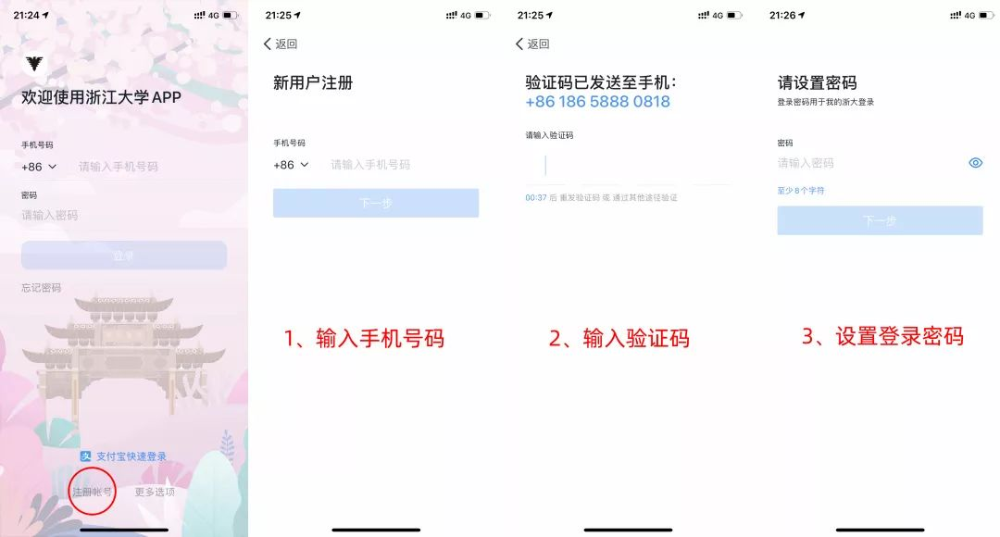 21:24
4G
欢迎使用浙江大学APP
手机号码
+86
请输入手机号码
密码
请输入密码
登录
忘记密码
支付宝快速登录
注册帐号
更多选项
21:25
4G
返回
新用户注册
手机号码
+86
请输入手机号码
下一步
1、输入手机号码
21:25
4G
返回
验证码已发送至手机：
+86 186 5888 0818
请输入验证码
00:37 后 重发验证码 或 通过其他途径验证
2、输入验证码
21:26
4G
请设置密码
登录密码用于我的浙大登录
密码
请输入密码
至少8个字符
下一步
3、设置登录密码